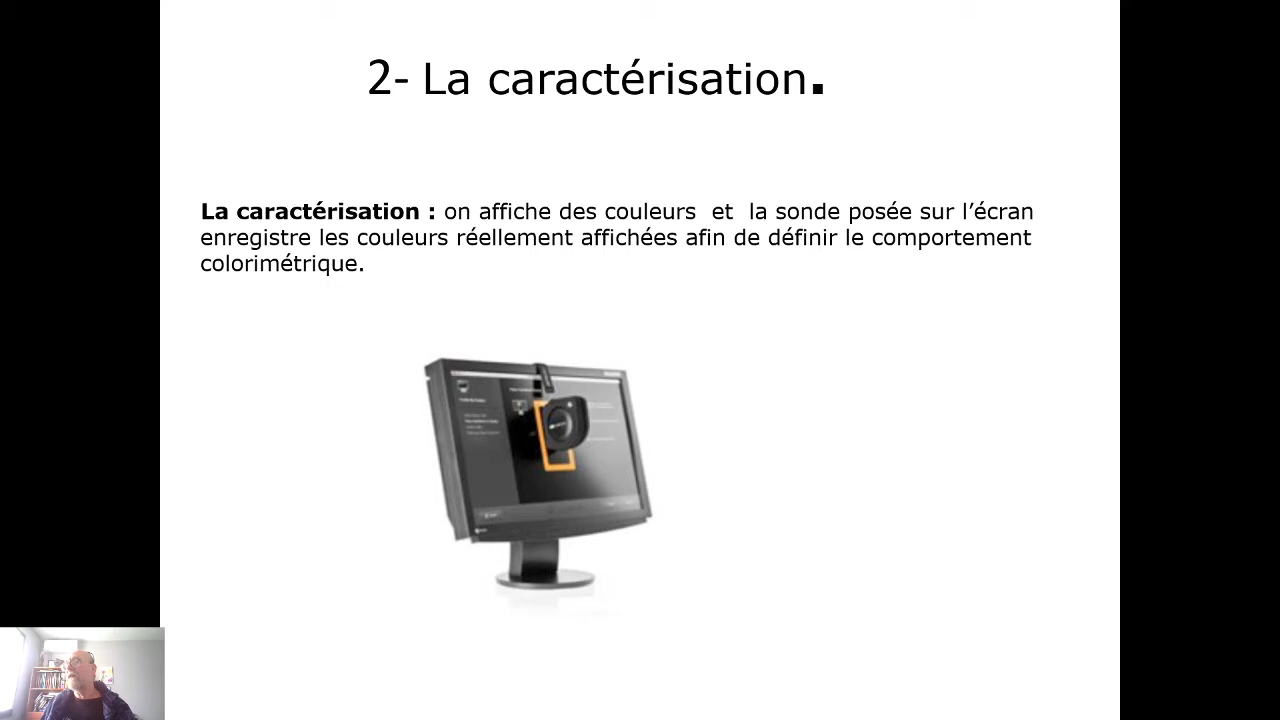 2- La caractérisation.
La caractérisation : on affiche des couleurs et la sonde posée sur l’écran
enregistre les couleurs réellement affichées afin de définir le comportement
colorimétrique.